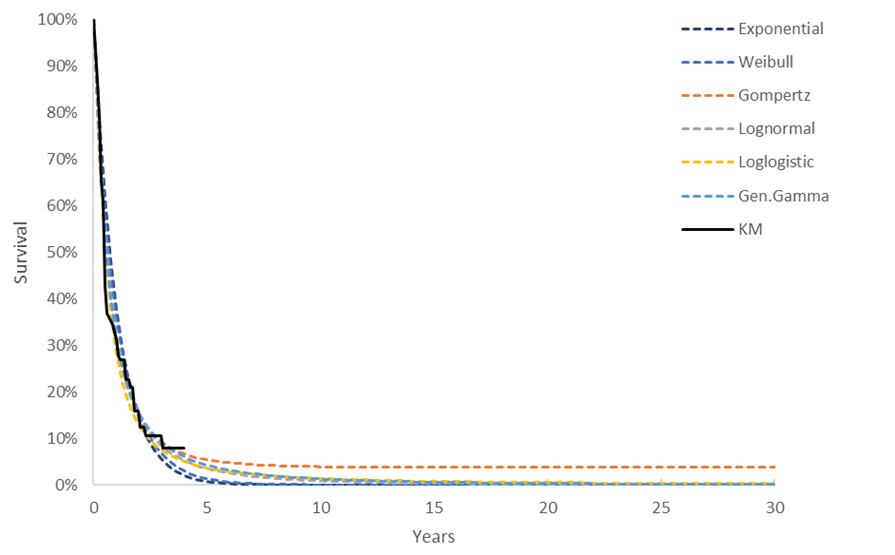 100%
90%
80%
70%
60%
50%
40%
30%
20%
10%
0%
Survival
0
5
10
15
20
25
30
Years
Exponential
Weibull
Gompertz
Lognormal
Loglogistic
Gen.Gamma
KM